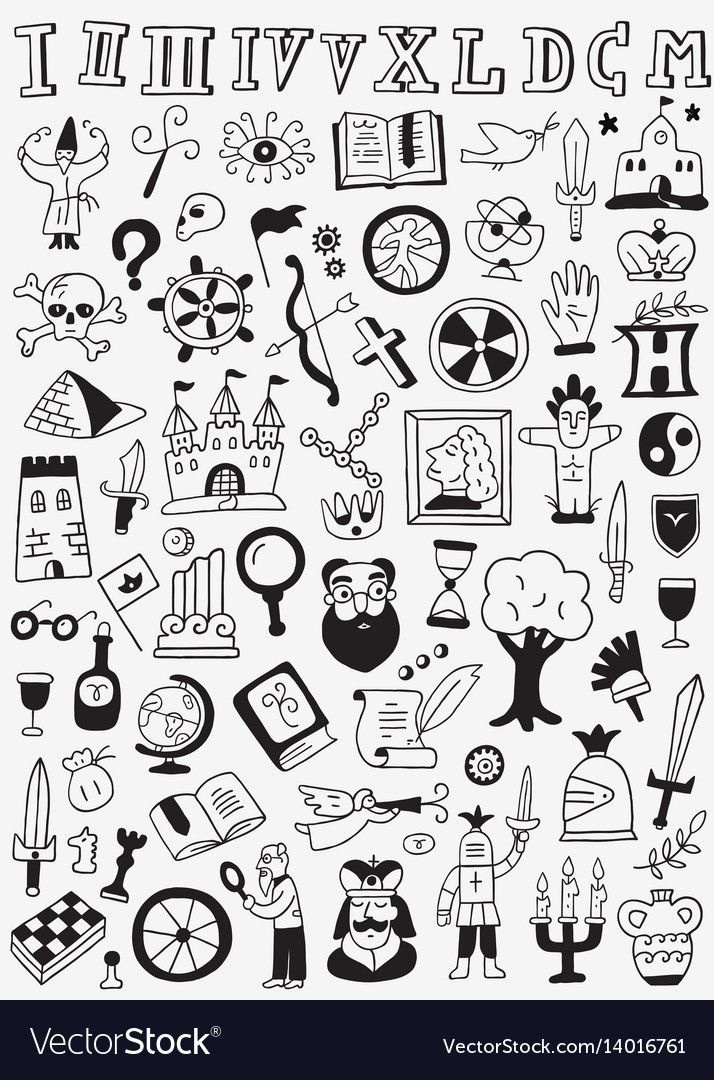 I II III IV V X L D C M
H
VectorStock®
VectorStock.com/14016761